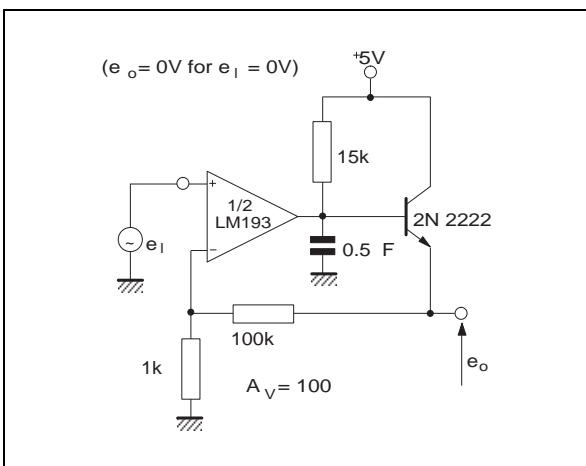 (e o = 0V for e I = 0V)
+5V
15k
1/2
LM193
+
-
2N 2222
0.5 F
~
e I
100k
1k
A V = 100
e o